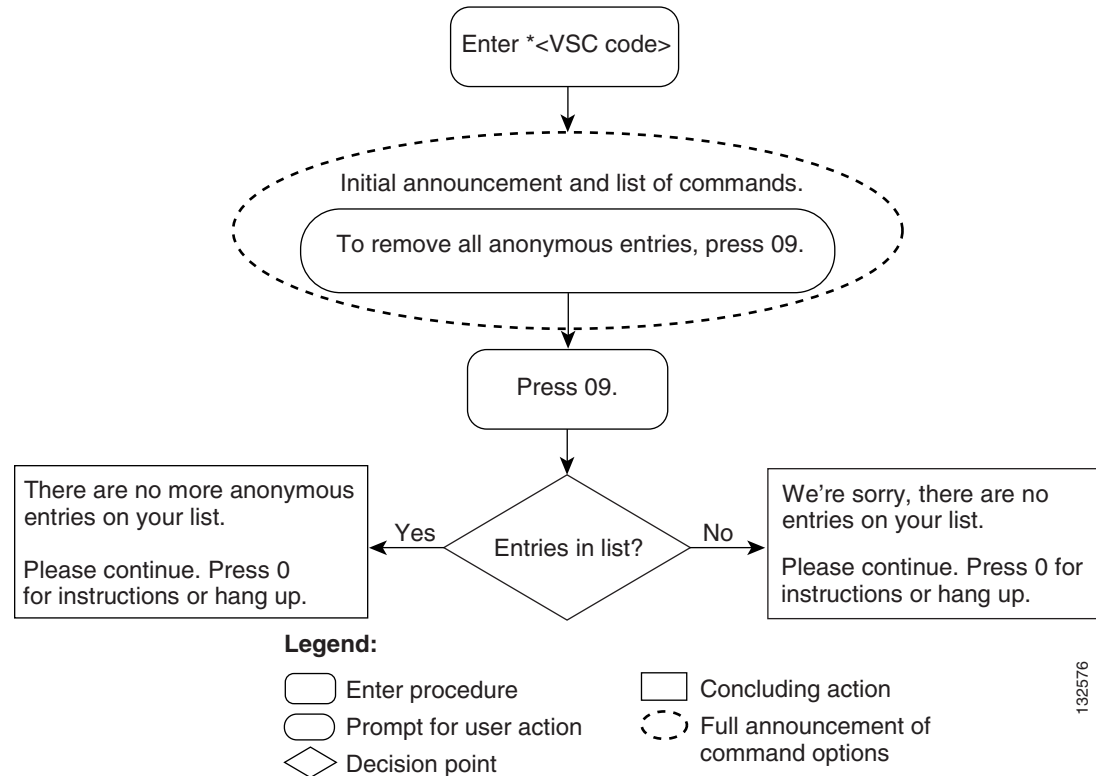 Enter *<VSC code>
Initial announcement and list of commands.
To remove all anonymous entries, press 09.
Press 09.
There are no more anonymous
entries on your list.
Please continue. Press 0
for instructions or hang up.
Yes
Entries in list?
No
We're sorry, there are no
entries on your list.
Please continue. Press 0 for
instructions or hang up.
Legend:
Enter procedure
Prompt for user action
Decision point
Concluding action
Full announcement of
command options
132576